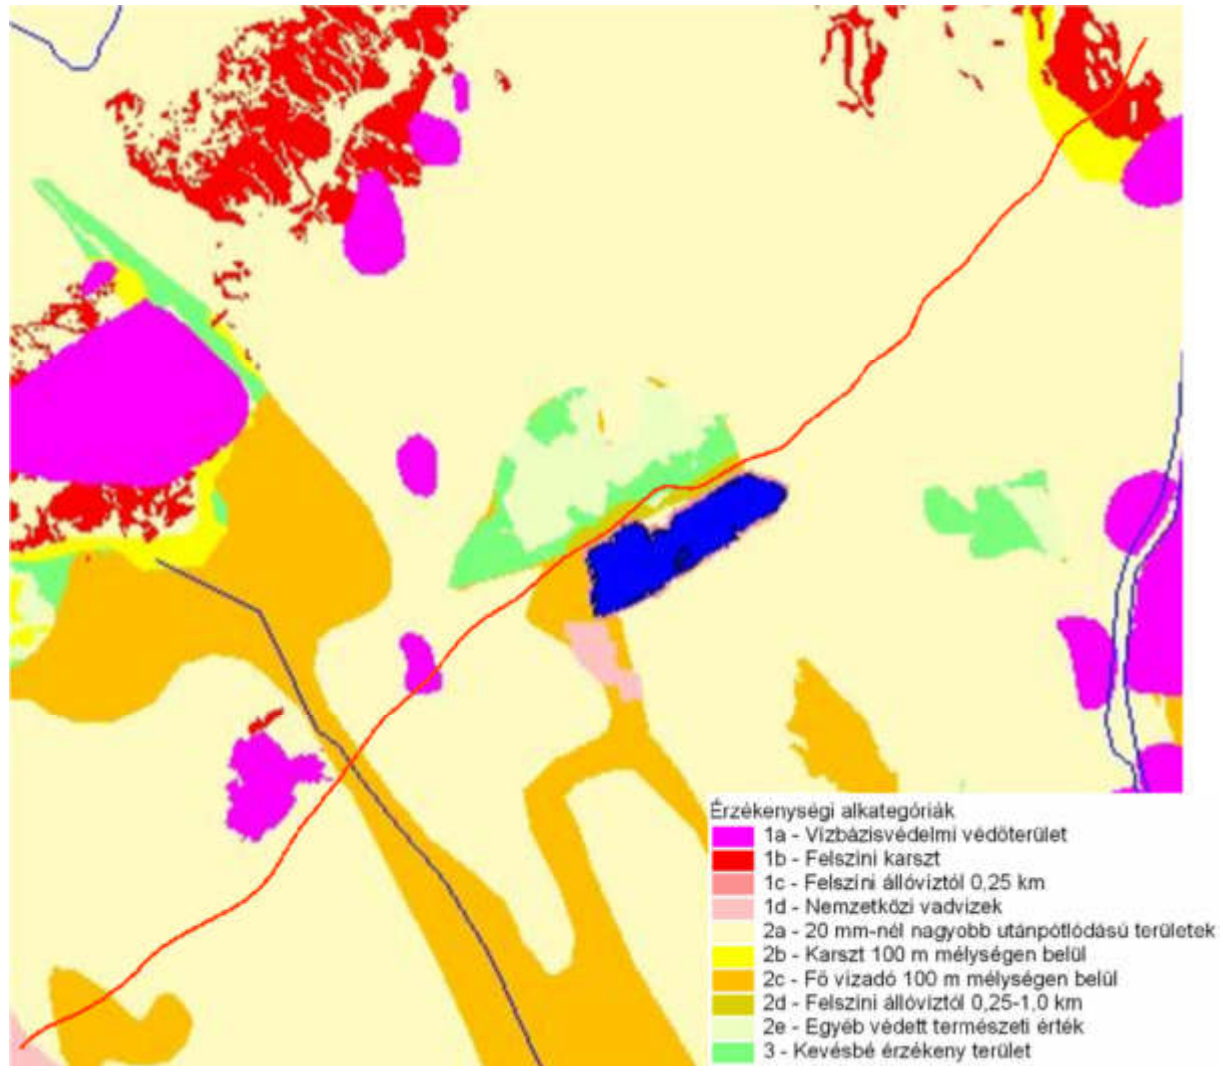 Érzékenységi alkategóriák
1a - Vízbázisvédelmi védőterület
1b - Felszíni karszt
1c - Felszíni állóvíztól 0,25 km
1d - Nemzetközi vadvizek
2a - 20 mm-nél nagyobb utánpótlódású területek
2b - Karszt 100 m mélységen belül
2c - Fő vízadó 100 m mélységen belül
2d - Felszíni állóvíztól 0,25-1,0 km
2e - Egyéb védett természeti érték
3 - Kevésbé érzékeny terület